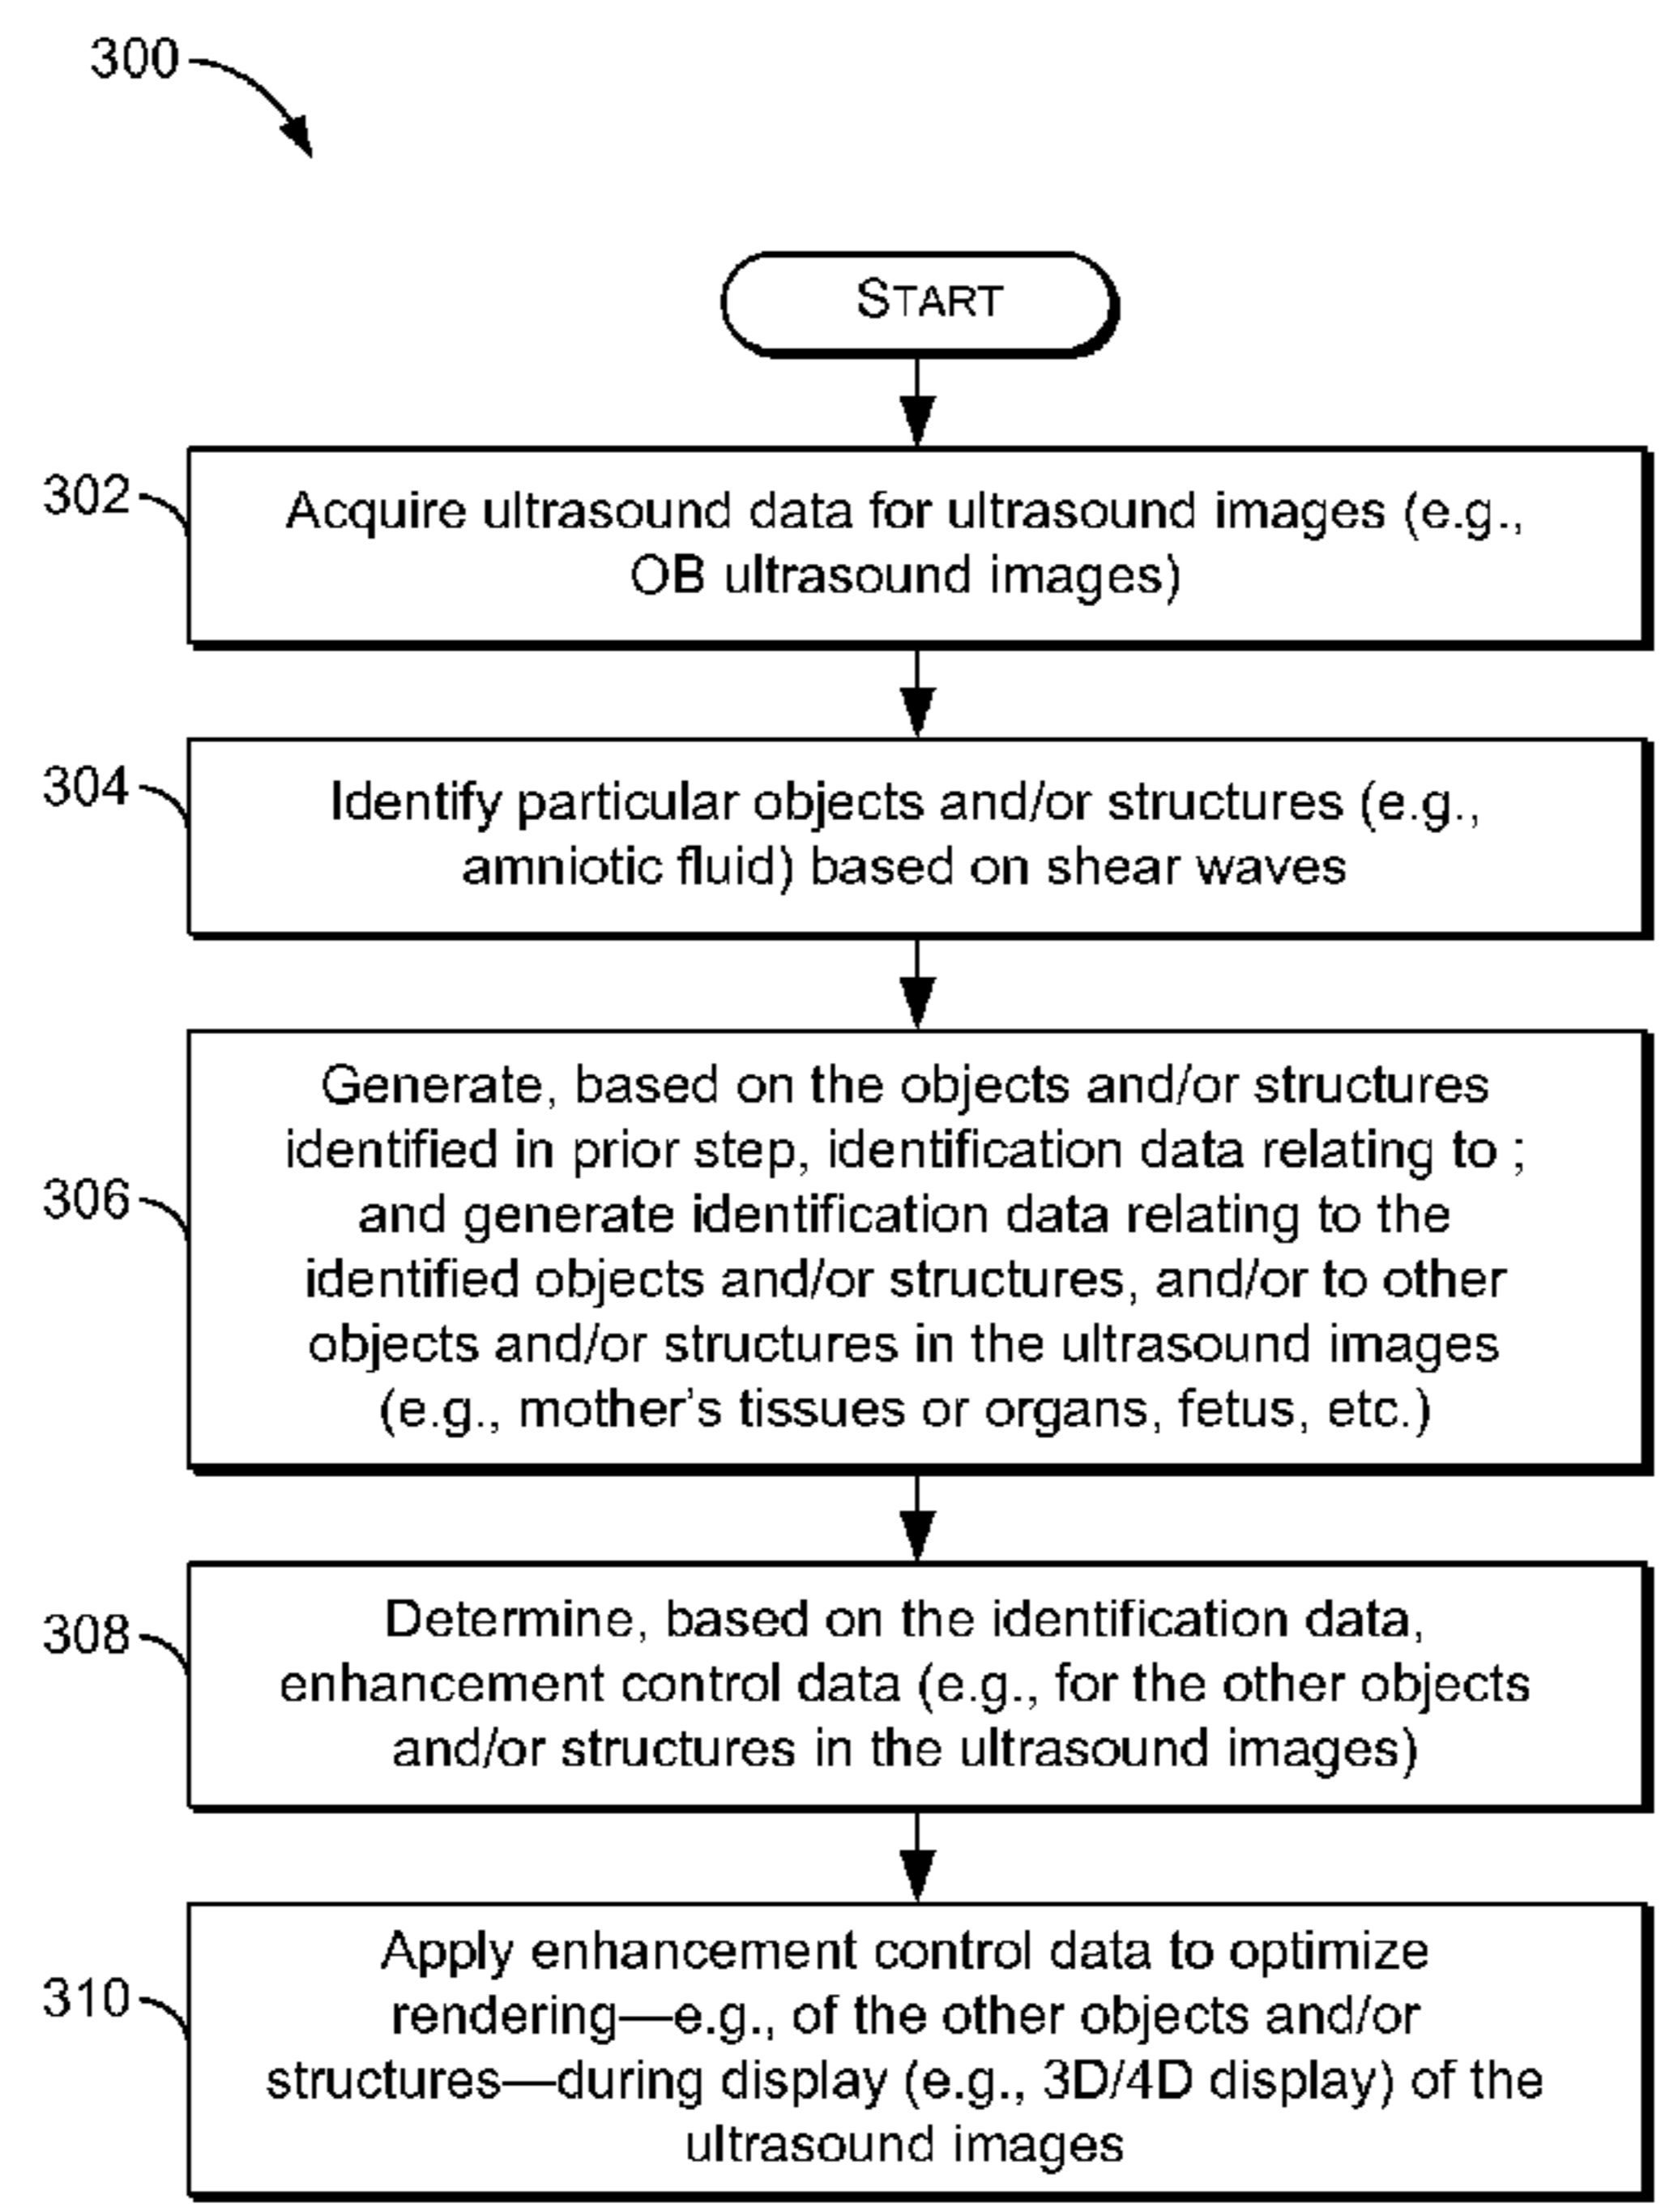 300
START
302
Acquire ultrasound data for ultrasound images (e.g.,
OB ultrasound images)
304
Identify particular objects and/or structures (e.g.,
amniotic fluid) based on shear waves
306
Generate, based on the objects and/or structures
identified in prior step, identification data relating to ;
and generate identification data relating to the
identified objects and/or structures, and/or to other
objects and/or structures in the ultrasound images
(e.g., mother’s tissues or organs, fetus, etc.)
308
Determine, based on the identification data,
enhancement control data (e.g., for the other objects
and/or structures in the ultrasound images)
310
Apply enhancement control data to optimize
rendering—e.g., of the other objects and/or
structures—during display (e.g., 3D/4D display) of the
ultrasound images